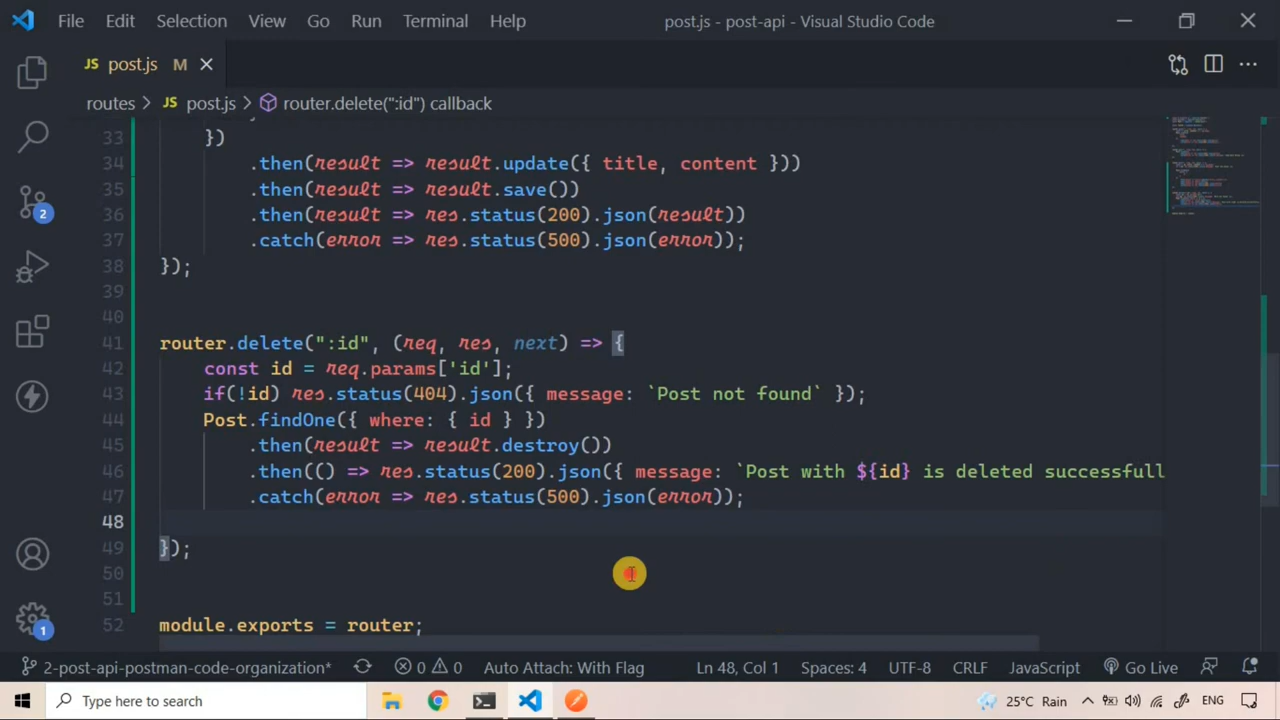 File Edit Selection View Go Run Terminal Help post.js - post-api - Visual Studio Code
JS post.js M
routes > JS post.js > router.delete(":id") callback
33 })
34 .then(result => result.update({ title, content }))
35 .then(result => result.save())
36 .then(result => res.status(200).json(result))
37 .catch(error => res.status(500).json(error));
38 });
39
40
41 router.delete(":id", (req, res, next) => {
42 const id = req.params['id'];
43 if(!id) res.status(404).json({ message: `Post not found` });
44 Post.findOne({ where: { id } })
45 .then(result => result.destroy())
46 .then(() => res.status(200).json({ message: `Post with ${id} is deleted successfull
47 .catch(error => res.status(500).json(error));
48
49 });
50
51
52 module.exports = router;
2
1
2-post-api-postman-code-organization* 0 0 Auto Attach: With Flag Ln 48, Col 1 Spaces: 4 UTF-8 CRLF JavaScript Go Live
Type here to search 25°C Rain ENG